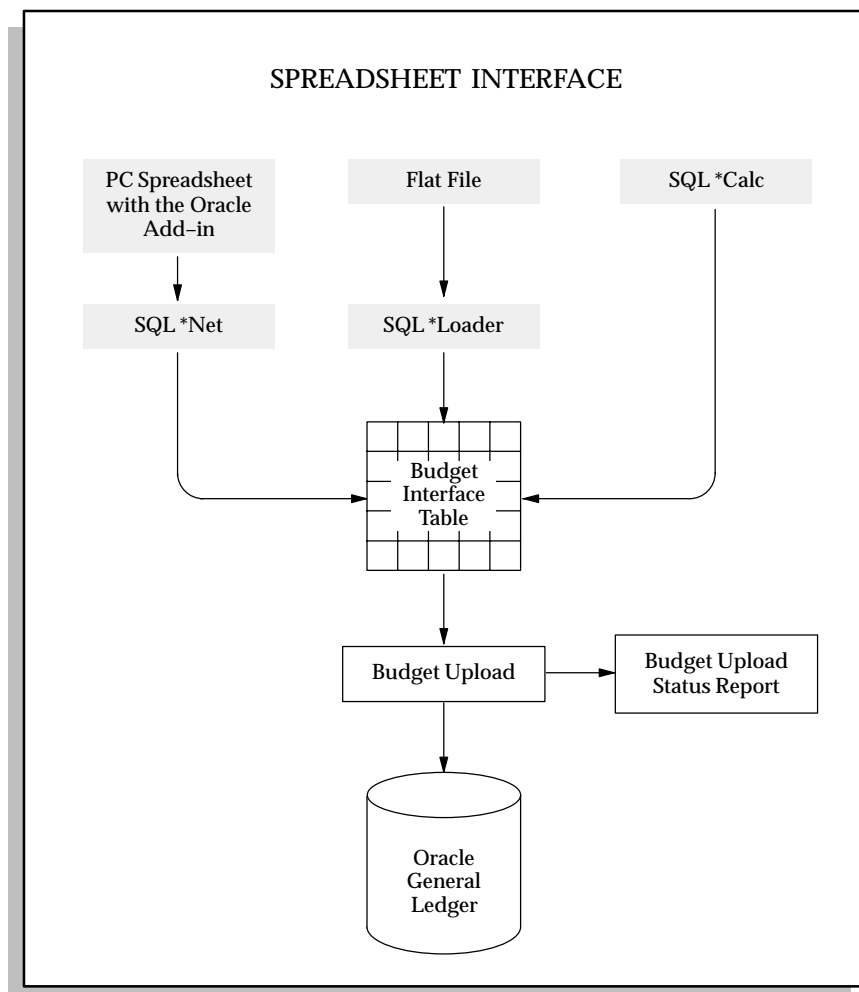 SPREADSHEET INTERFACE
PC Spreadsheet
with the Oracle
Add–in
Flat File
SQL *Calc
SQL *Net
SQL *Loader
Budget
Interface
Table
Budget Upload
Budget Upload
Status Report
Oracle
General
Ledger